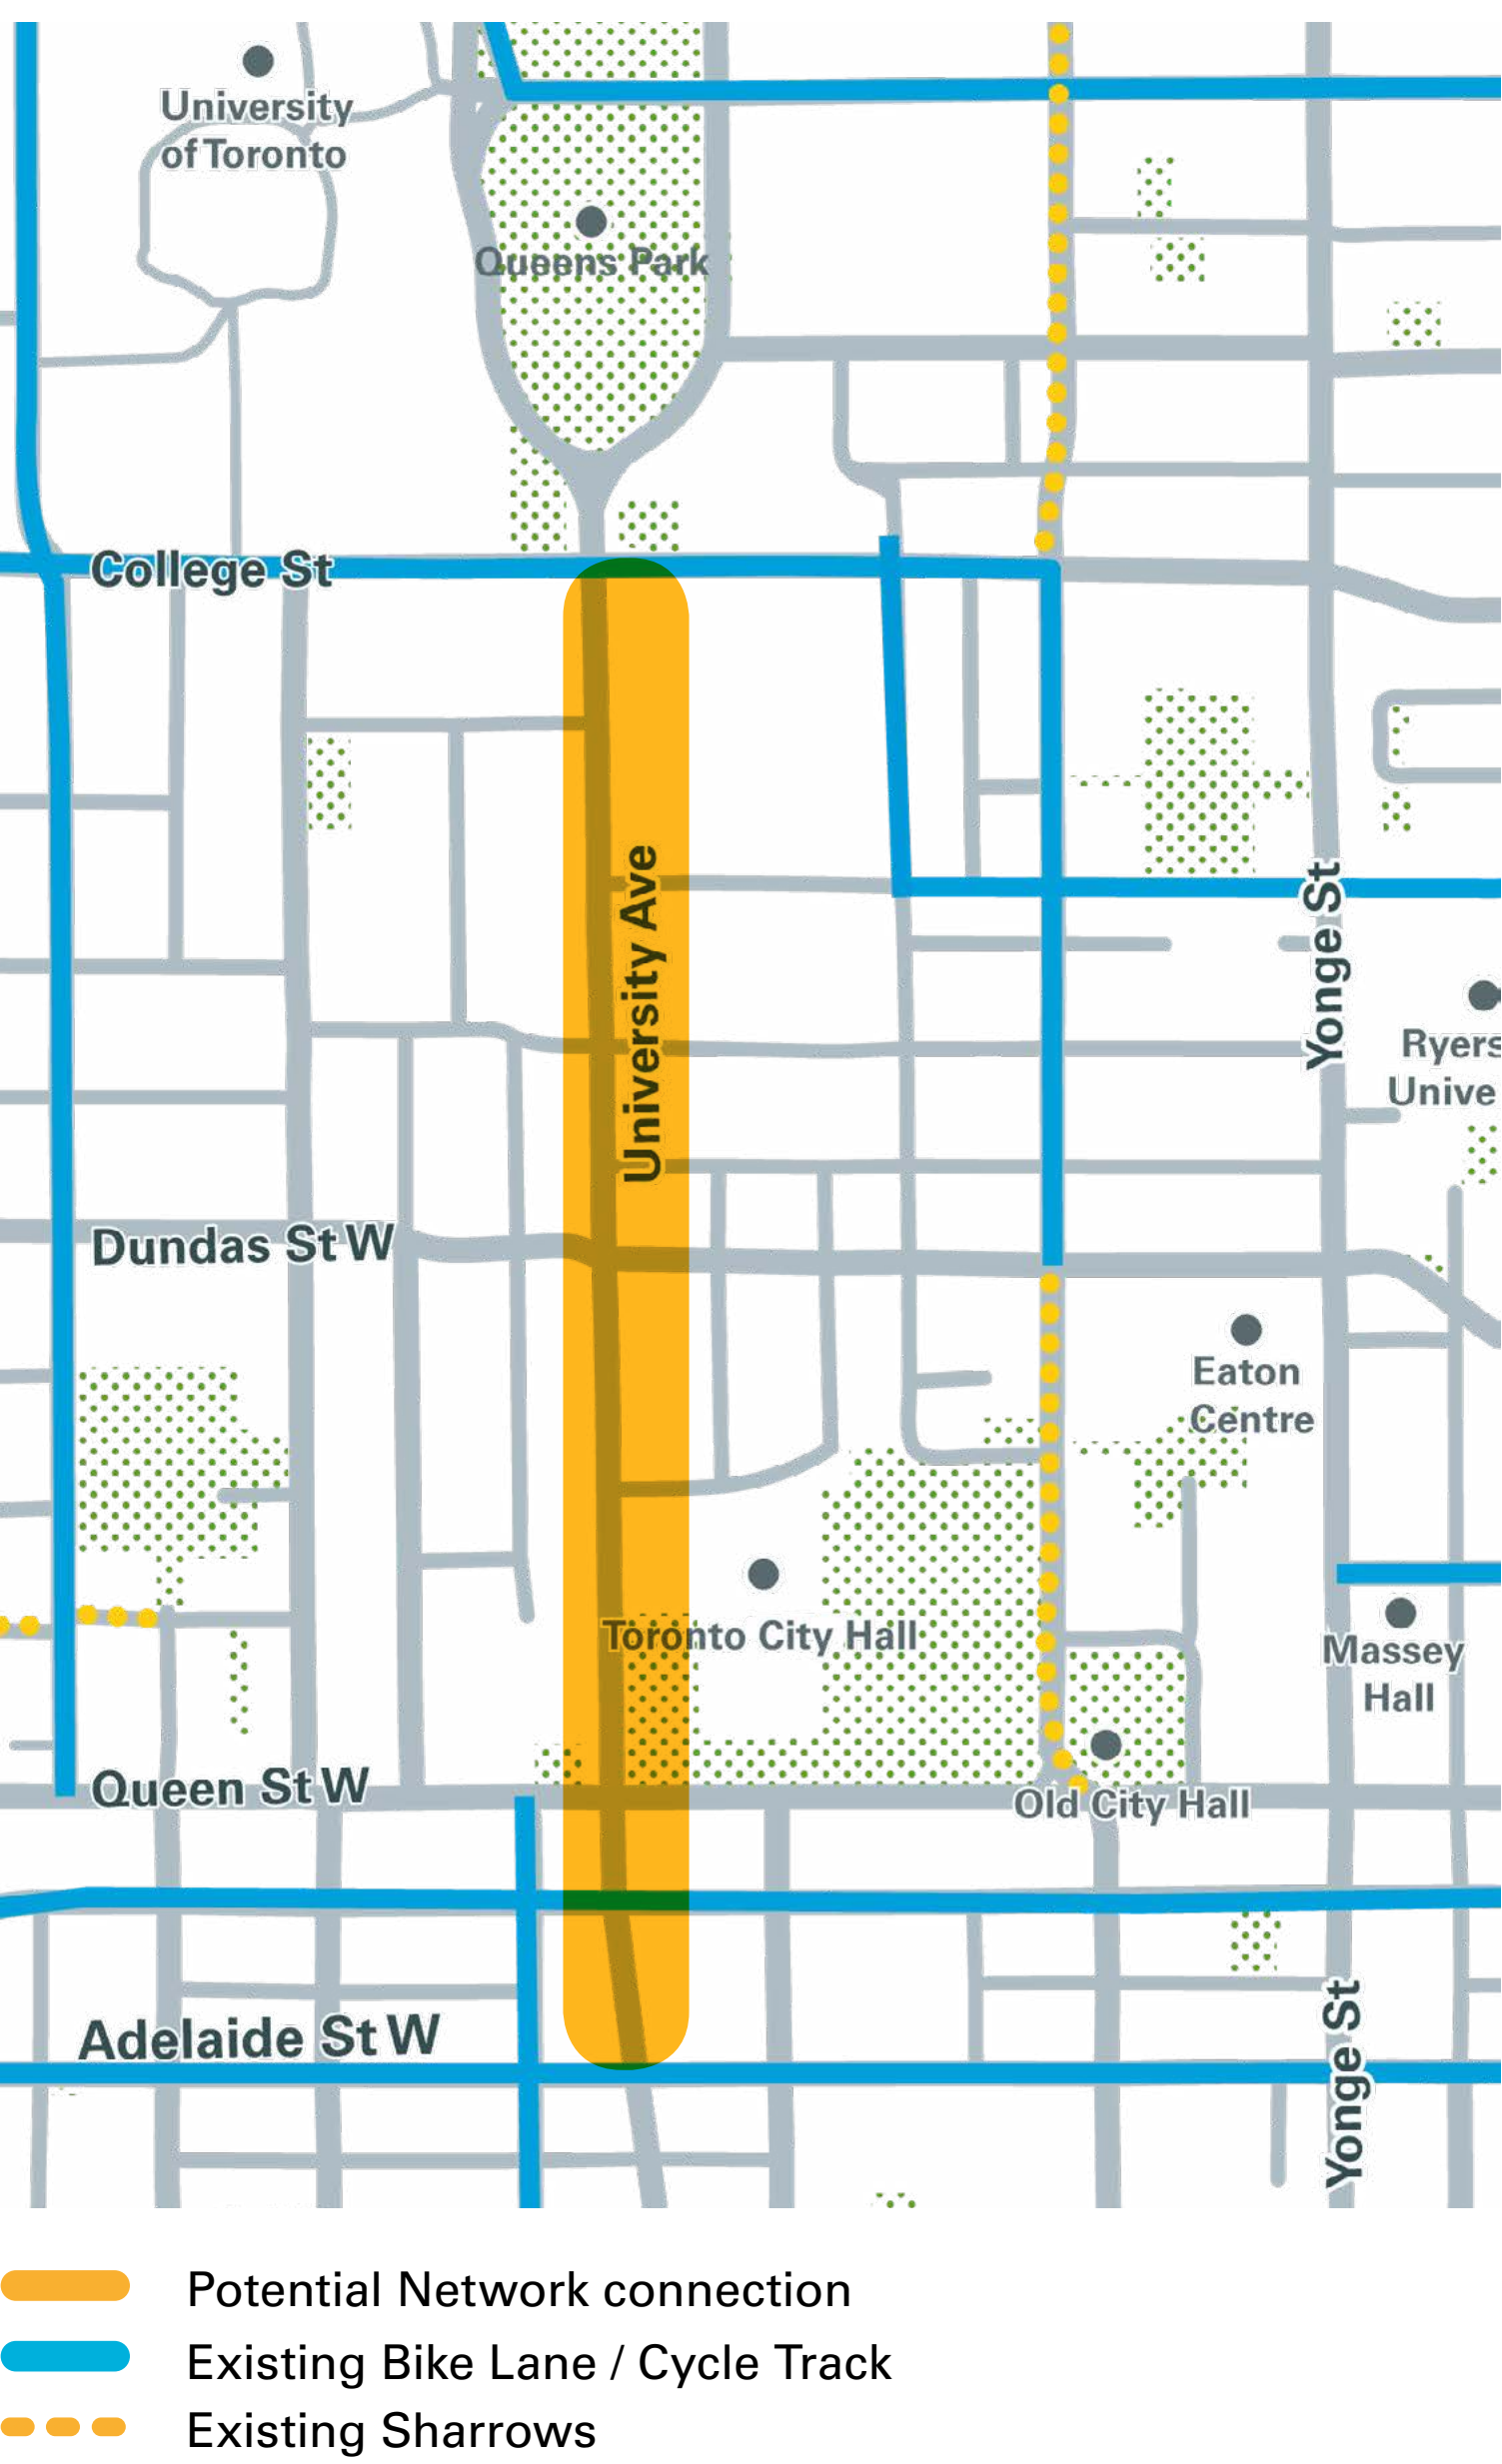 University
of Toronto
Queens Park
College St
University Ave
Yonge St
Ryers
Unive
Dundas St W
Eaton
Centre
Toronto City Hall
Massey
Hall
Queen St W
Old City Hall
Adelaide St W
Yonge St
Potential Network connection
Existing Bike Lane / Cycle Track
Existing Sharrows